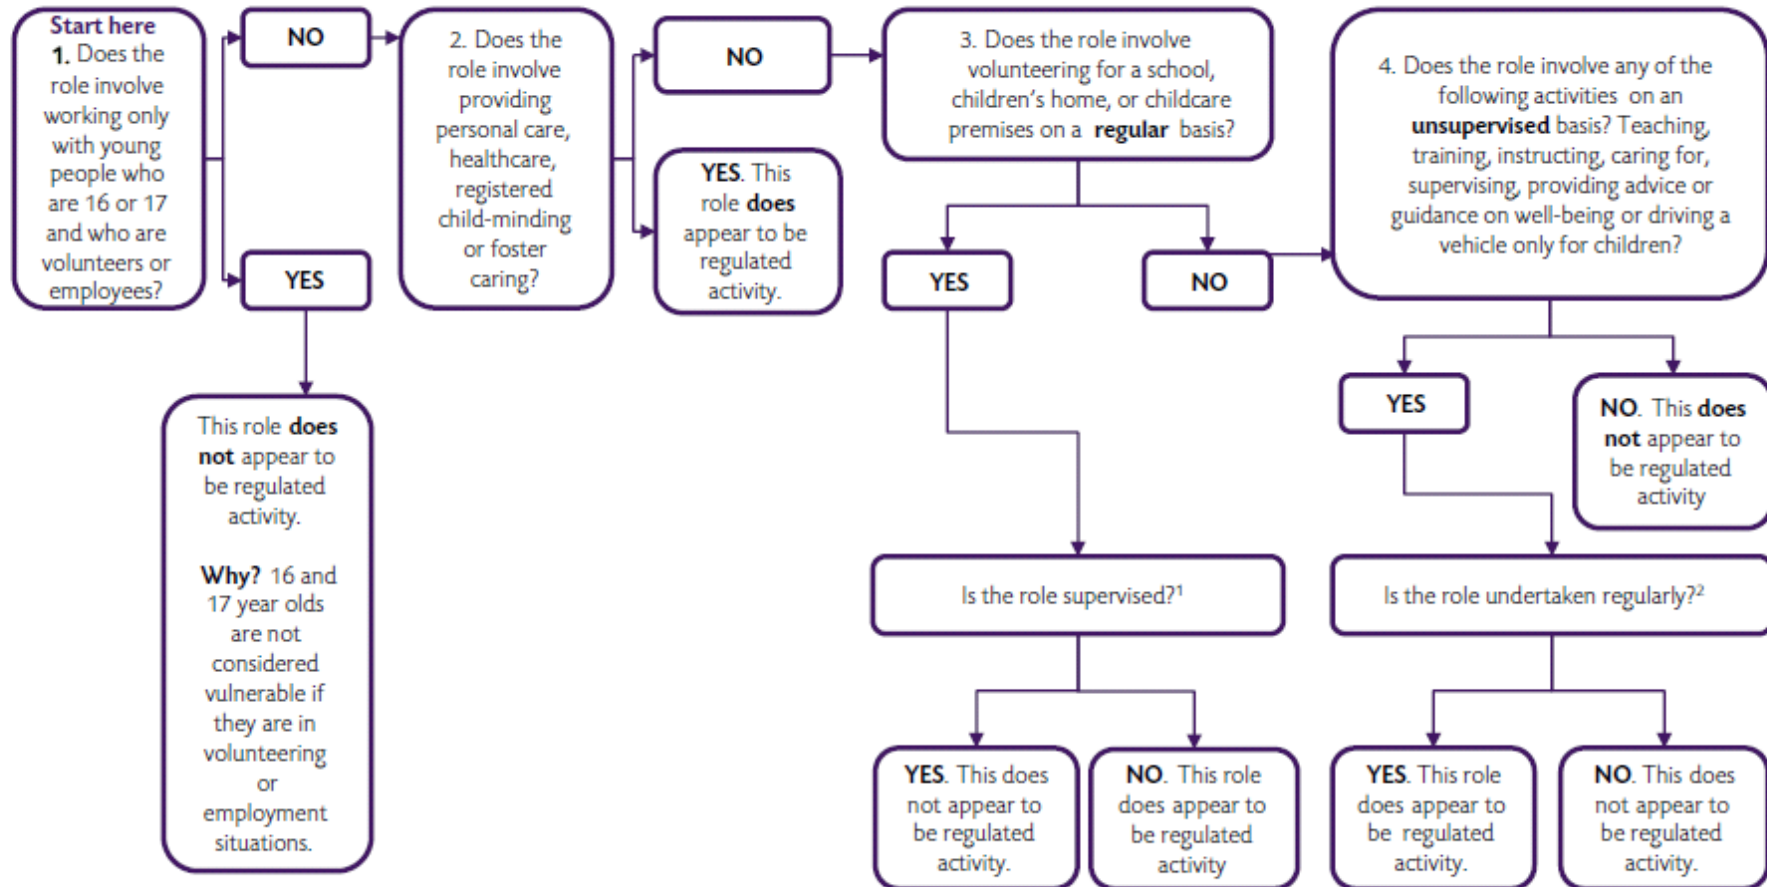 Start here
1. Does the
role involve
working only
with young
people who
are 16 or 17
and who are
volunteers or
employees?
NO
YES
This role does
not appear to
be regulated
activity.
Why? 16 and
17 year olds
are not
considered
vulnerable if
they are in
volunteering
or
employment
situations.
2. Does the
role involve
providing
personal care,
healthcare,
registered
child-minding
or foster
caring?
NO
YES. This
role does
appear to be
regulated
activity.
3. Does the role involve
volunteering for a school,
children’s home, or childcare
premises on a regular basis?
YES
NO
Is the role supervised?¹
YES. This does
not appear to
be regulated
activity.
NO. This role
does appear to
be regulated
activity
4. Does the role involve any of the
following activities on an
unsupervised basis? Teaching,
training, instructing, caring for,
supervising, providing advice or
guidance on well-being or driving a
vehicle only for children?
YES
NO. This does
not appear to
be regulated
activity
Is the role undertaken regularly?²
YES. This role
does appear to
be regulated
activity.
NO. This does
not appear to
be regulated
activity.